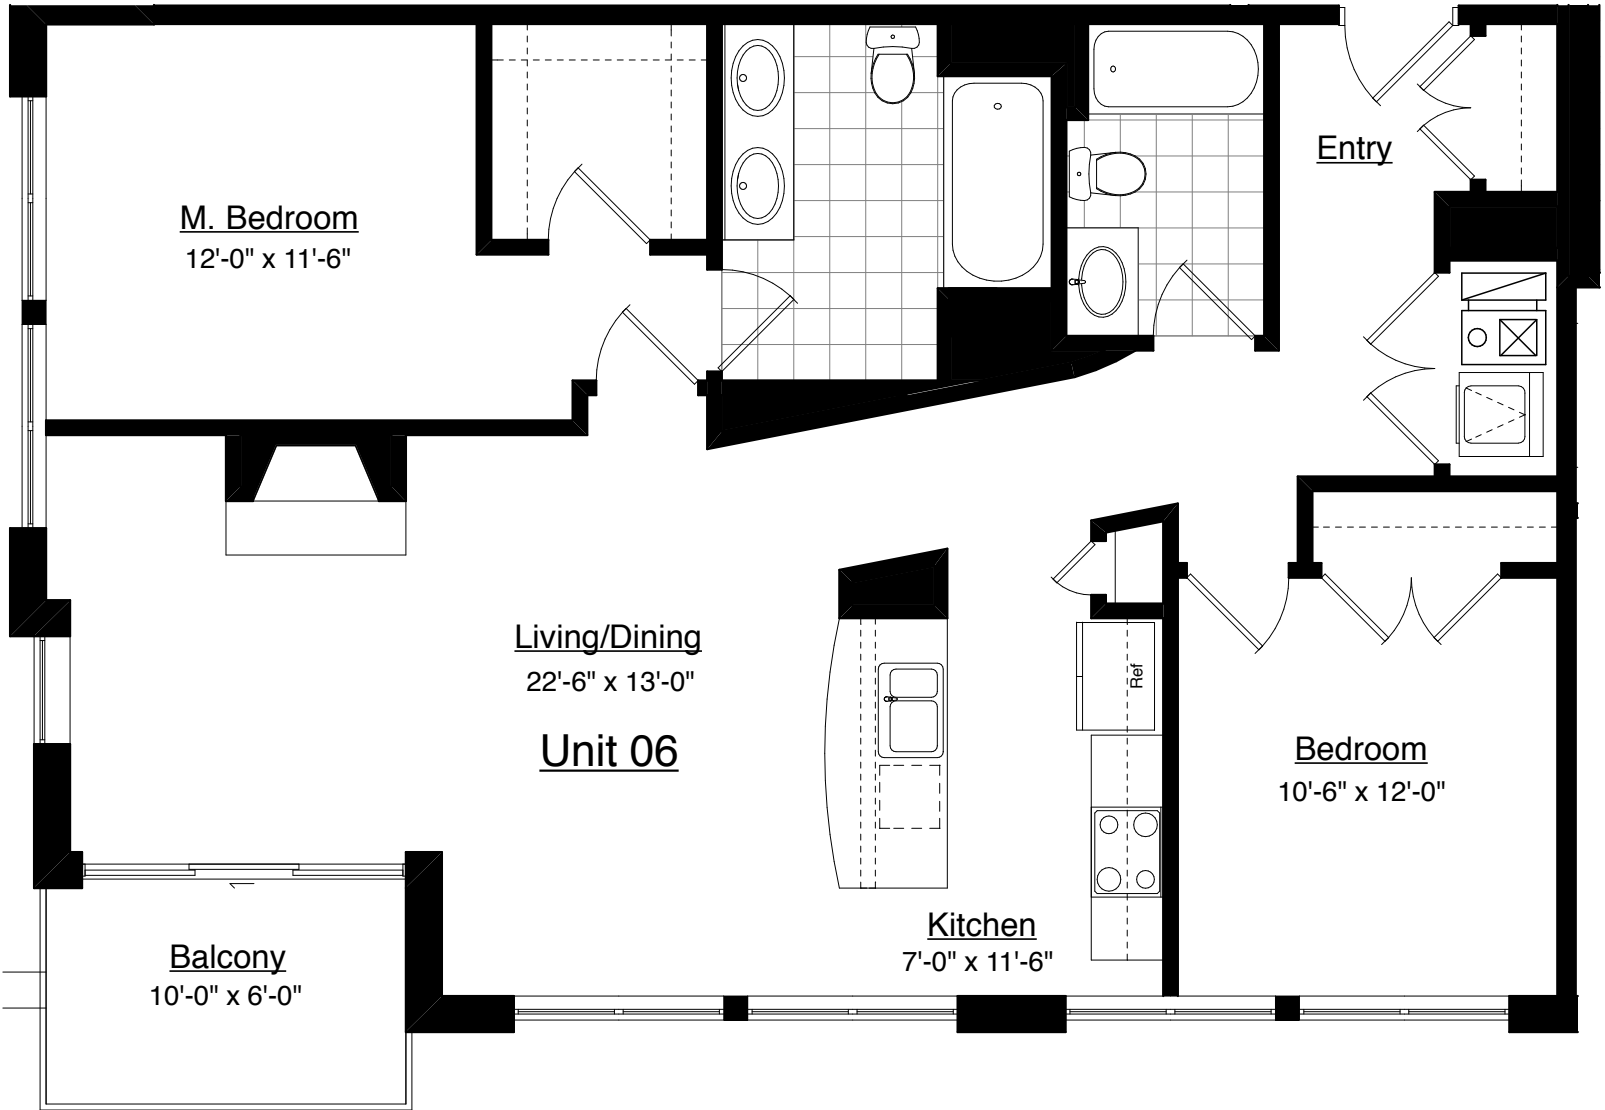 Entry
M. Bedroom
12'-0" x 11'-6"
Living/Dining
22'-6" x 13'-0"
Unit 06
Ref
Bedroom
10'-6" x 12'-0"
Kitchen
7'-0" x 11'-6"
Balcony
10'-0" x 6'-0"